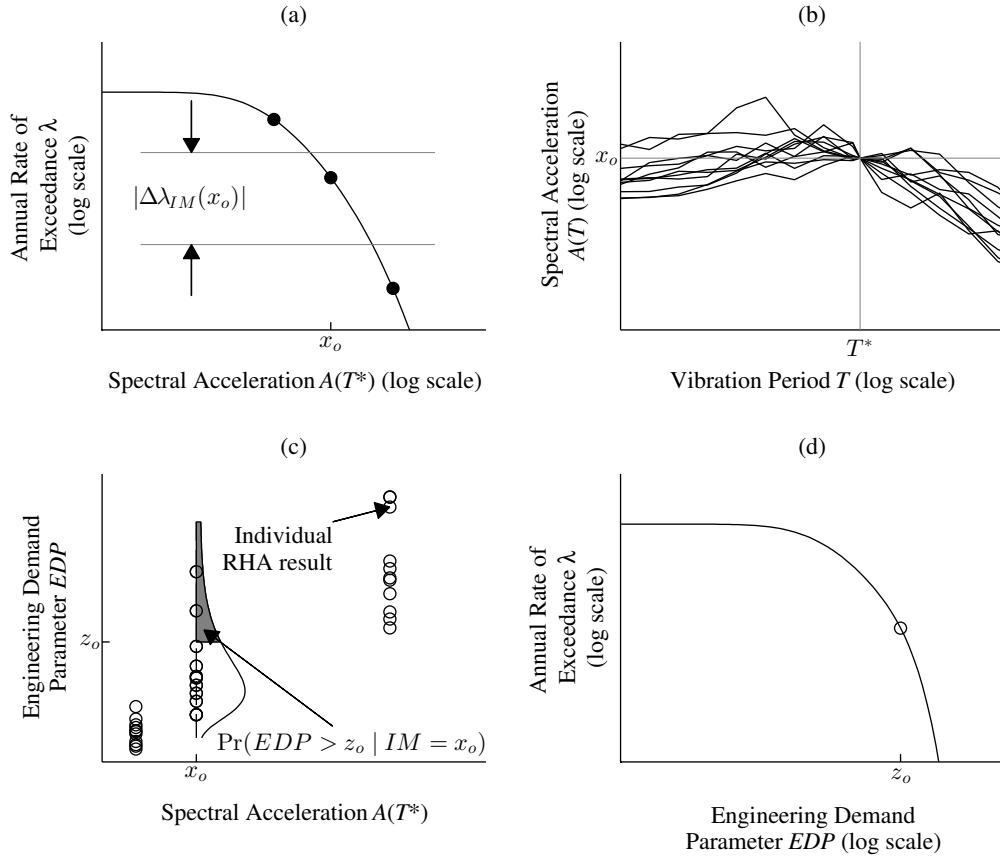 (a)
Annual Rate of
Exceedance λ
(log scale)
|Δλ_{IM}(x_o)|
x_o
Spectral Acceleration A(T*) (log scale)
(b)
Spectral Acceleration
A(T) (log scale)
x_o
T*
Vibration Period T (log scale)
(c)
Engineering Demand
Parameter EDP
z_o
Individual
RHA result
Pr(EDP > z_o | IM = x_o)
x_o
Spectral Acceleration A(T*)
(d)
Annual Rate of
Exceedance λ
(log scale)
z_o
Engineering Demand
Parameter EDP (log scale)